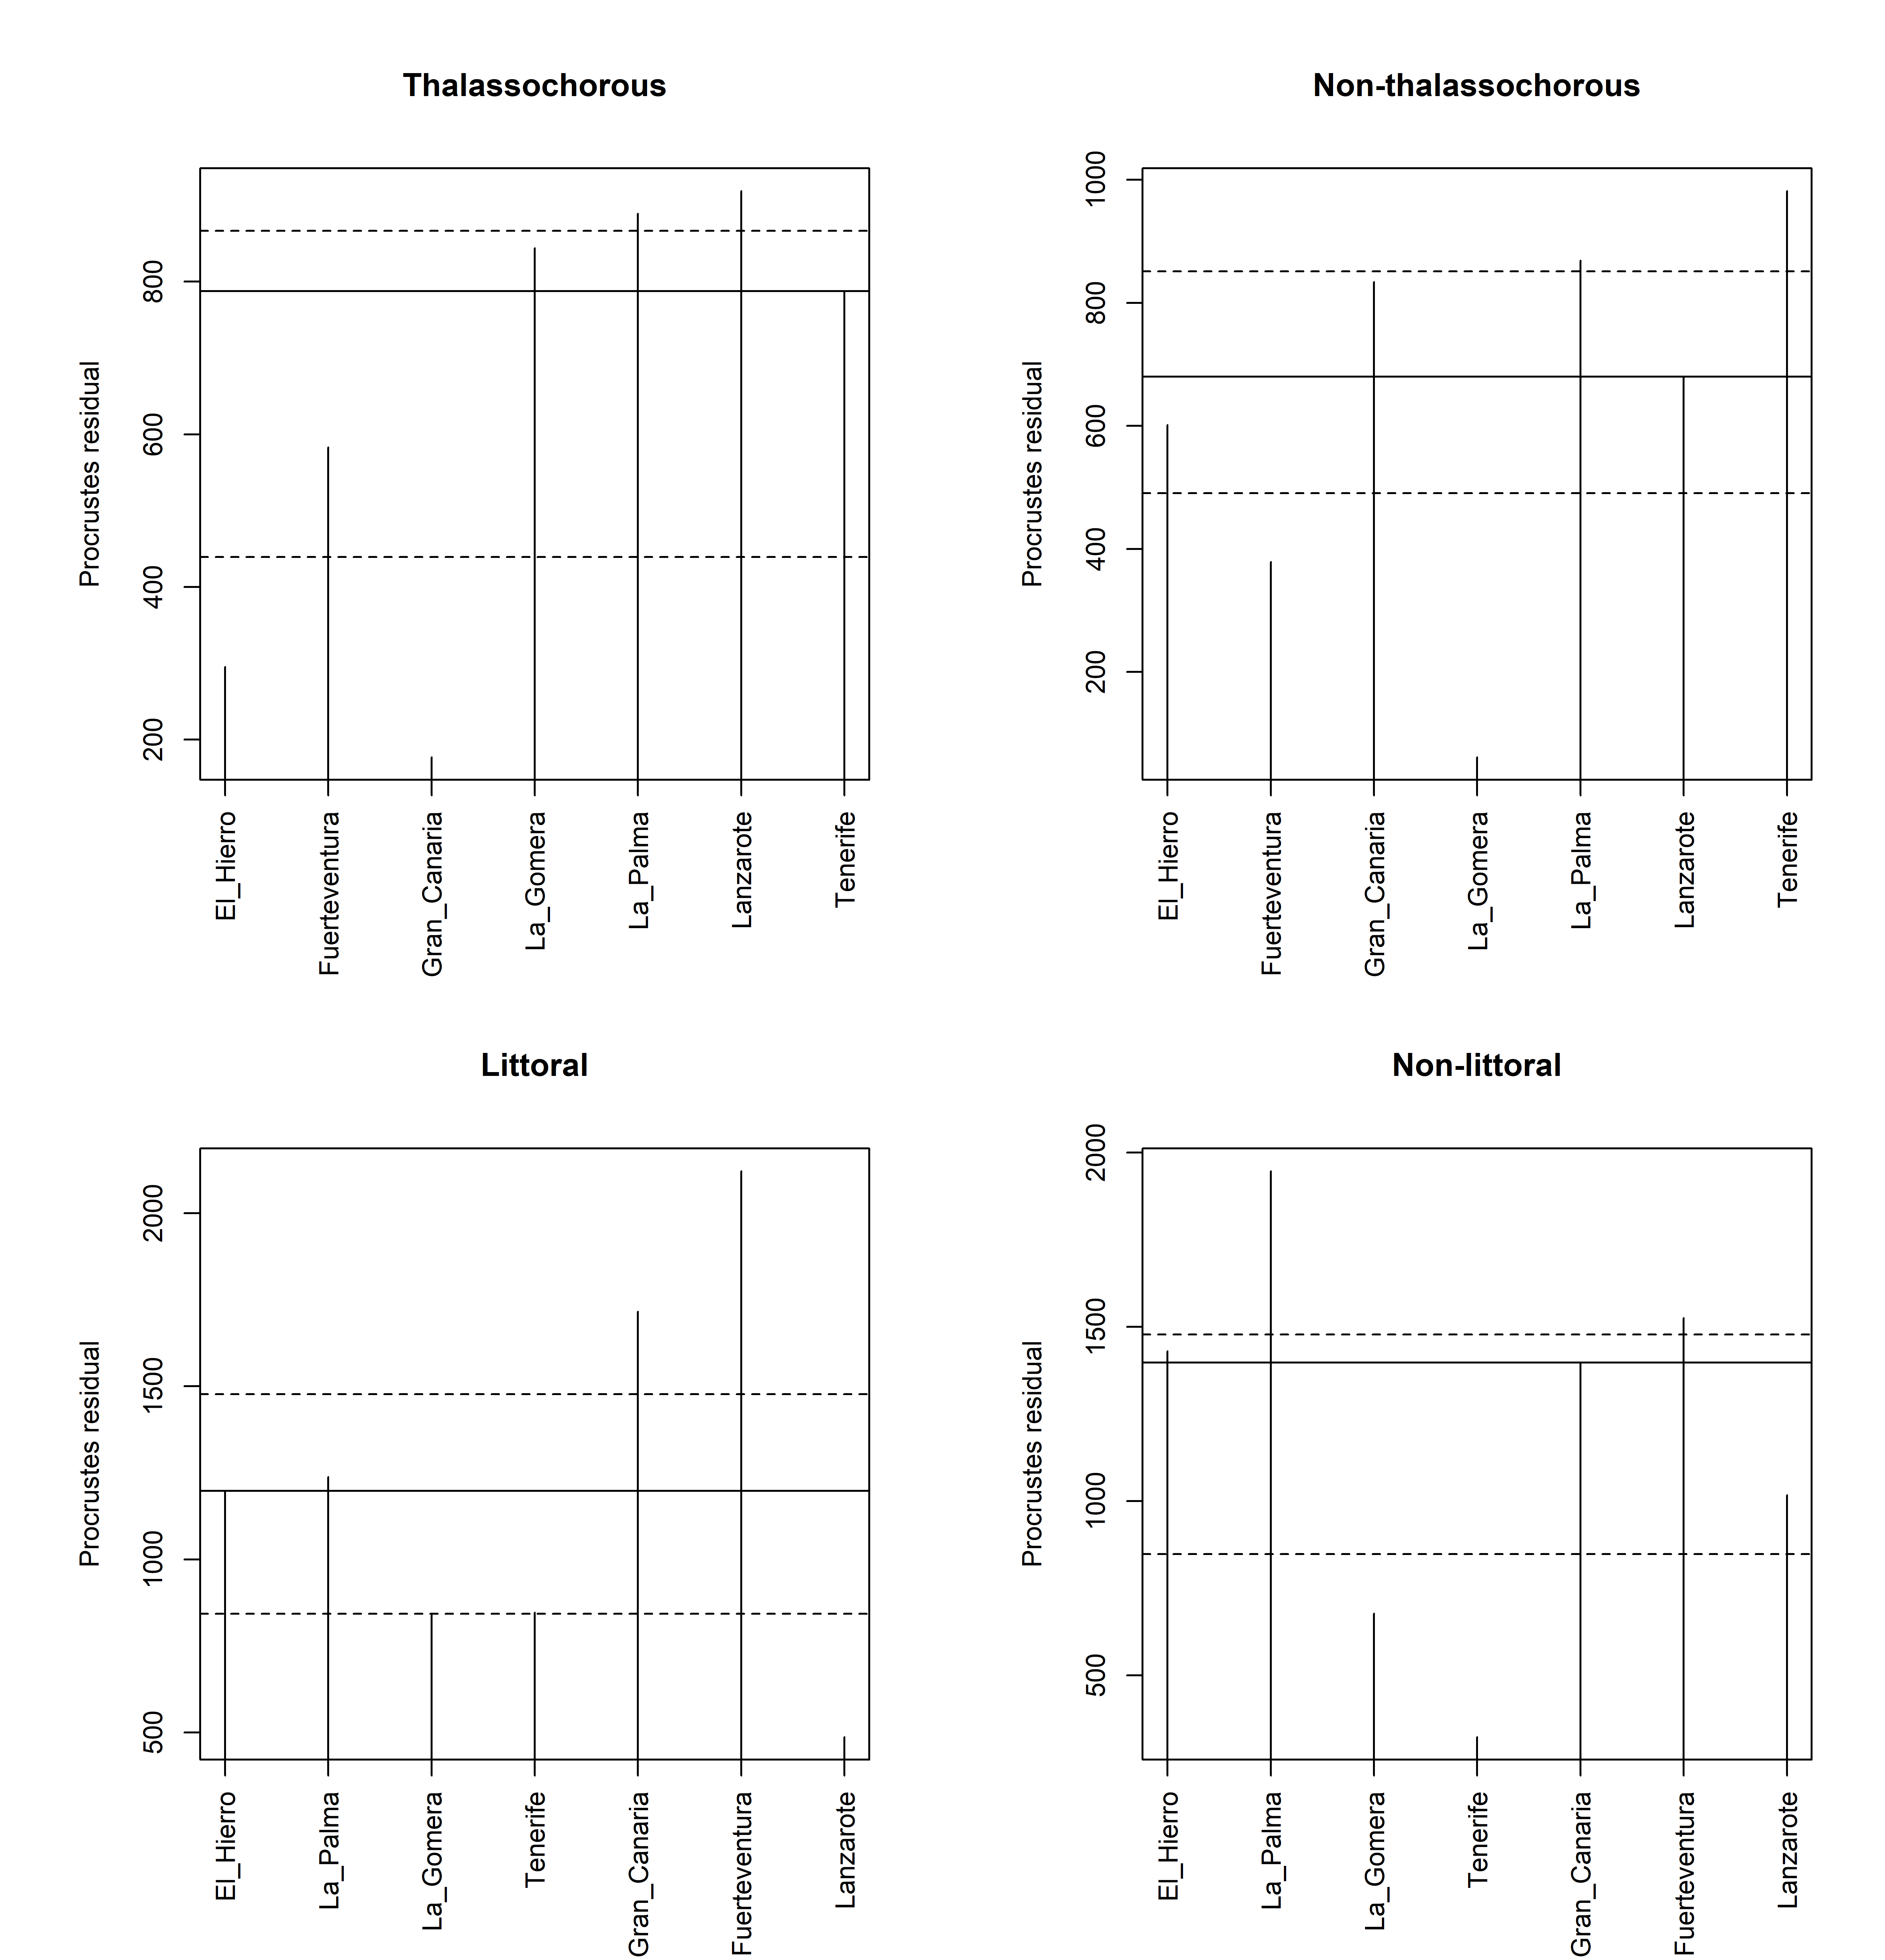 Thalassochorous
Procrustes residual
800
600
400
200
El_Hierro
Fuerteventura
Gran_Canaria
La_Gomera
La_Palma
Lanzarote
Tenerife
Non-thalassochorous
Procrustes residual
1000
800
600
400
200
El_Hierro
Fuerteventura
Gran_Canaria
La_Gomera
La_Palma
Lanzarote
Tenerife
Littoral
Procrustes residual
2000
1500
1000
500
El_Hierro
La_Palma
La_Gomera
Tenerife
Gran_Canaria
Fuerteventura
Lanzarote
Non-littoral
Procrustes residual
2000
1500
1000
500
El_Hierro
La_Palma
La_Gomera
Tenerife
Gran_Canaria
Fuerteventura
Lanzarote